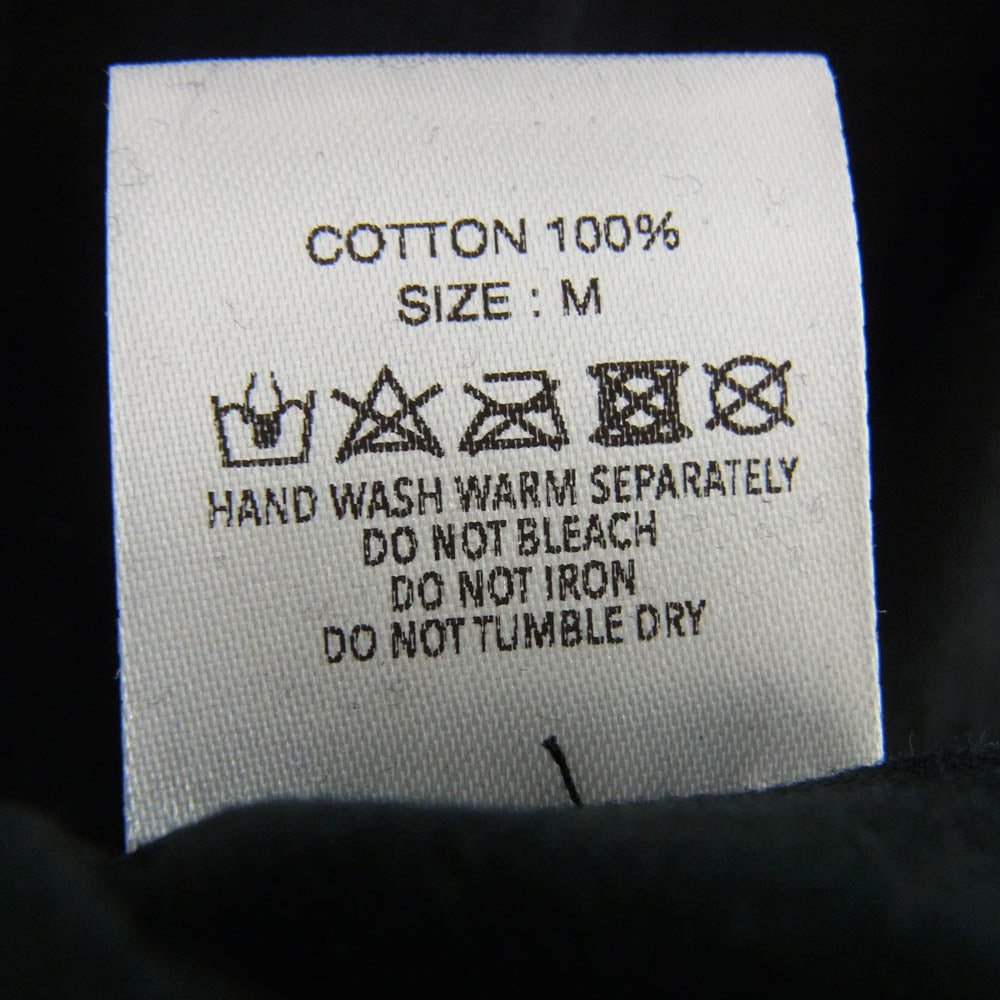 COTTON 100%
SIZE : M
HAND WASH WARM SEPARATELY
DO NOT BLEACH
DO NOT IRON
DO NOT TUMBLE DRY